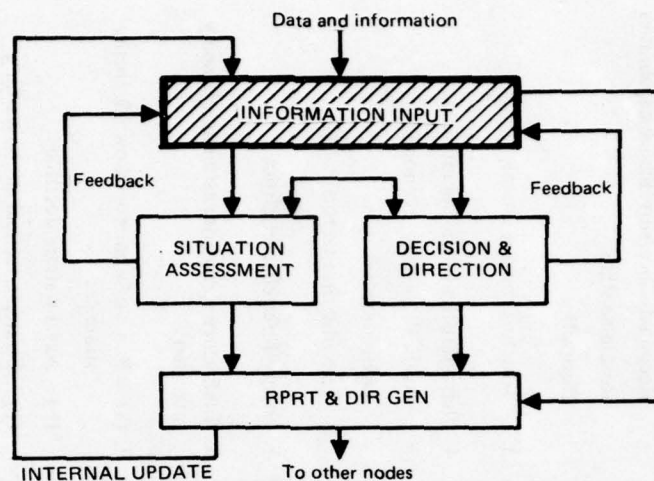 Data and information
INFORMATION INPUT
Feedback
Feedback
SITUATION
ASSESSMENT
DECISION &
DIRECTION
RPRT & DIR GEN
INTERNAL UPDATE
To other nodes